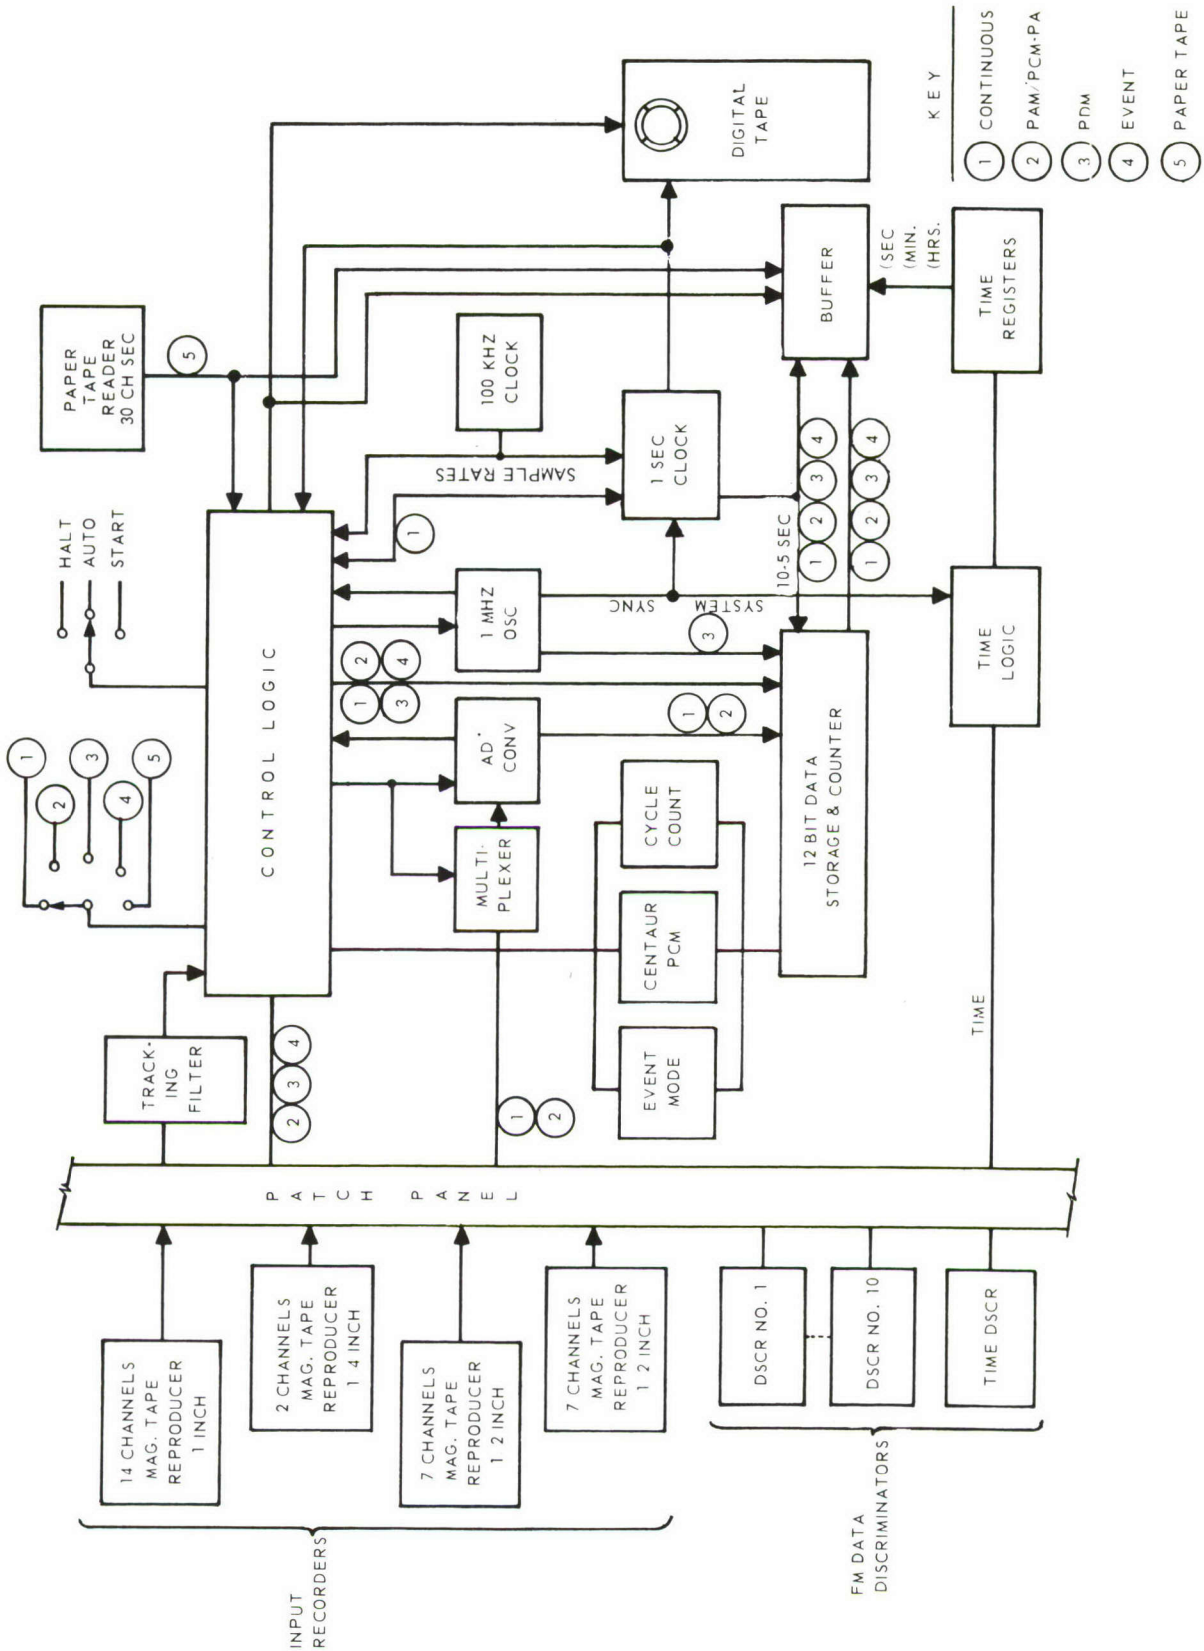 INPUT
RECORDERS
14 CHANNELS
MAG. TAPE
REPRODUCER
1 INCH
2 CHANNELS
MAG. TAPE
REPRODUCER
1 4 INCH
7 CHANNELS
MAG. TAPE
REPRODUCER
1 2 INCH
7 CHANNELS
MAG. TAPE
REPRODUCER
1 2 INCH
FM DATA
DISCRIMINATORS
DSCR NO. 1
DSCR NO. 10
TIME DSCR
PATCH PANEL
TRACK-
ING
FILTER
2 3 4
1 2
1
2
3
4
5
HALT
AUTO
START
CONTROL LOGIC
PAPER
TAPE
READER
30 CH SEC
5
MULTI-
PLEXER
AD*
CONV
1 2
3 4
1 MHZ
OSC
1
100 KHZ
CLOCK
SAMPLE RATES
1 SEC
CLOCK
SYNC
SYSTEM
EVENT
MODE
CENTAUR
PCM
CYCLE
COUNT
1 2
3
10-5 SEC
1 2 3 4
1 2 3 4
12 BIT DATA
STORAGE & COUNTER
BUFFER
DIGITAL
TAPE
TIME
TIME
LOGIC
TIME
REGISTERS
(SEC
(MIN.
(HRS.
KEY
1 CONTINUOUS
2 PAM/PCM-PA
3 PDM
4 EVENT
5 PAPER TAPE